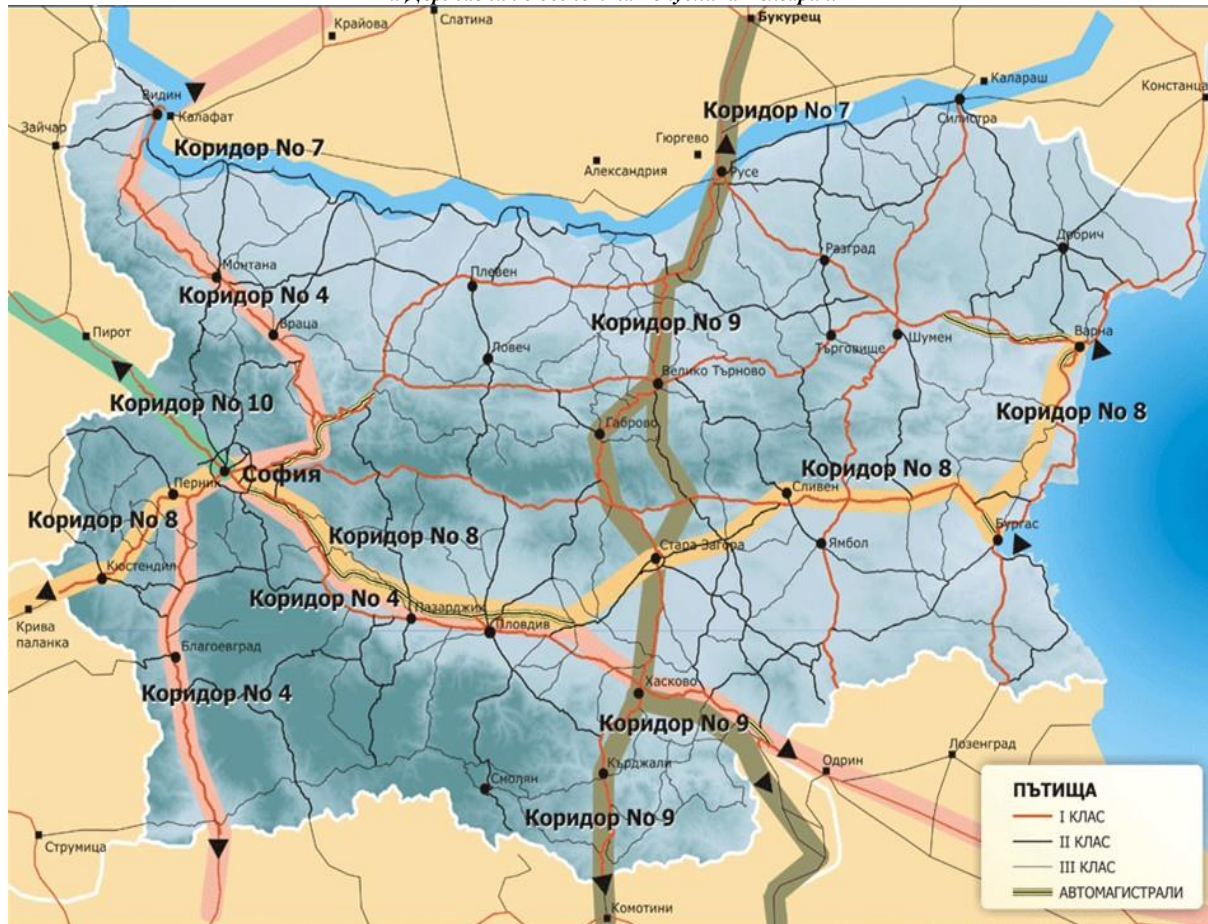 Букурещ
Крайова
Слатина
Калараш
Констанца
Видин
Калафат
Зайчар
Коридор No 7
Коридор No 7
Гюргево
Александрия
Русе
Силистра
Добрич
Разград
Монтана
Плевен
Коридор No 4
Враца
Коридор No 9
Пирот
Ловеч
Търговище
Шумен
Варна
Велико Търново
Коридор No 10
Коридор No 8
Габрово
София
Перник
Коридор No 8
Сливен
Коридор No 8
Коридор No 8
Бургас
Ямбол
Стара Загора
Кюстендил
Коридор No 4
Пазарджик
Пловдив
Крива
паланка
Благоевград
Хасково
Коридор No 4
Коридор No 9
Лозенград
Одрин
Кърджали
Смолян
Коридор No 9
Струмица
Комотини
ПЪТИЩА
I КЛАС
II КЛАС
III КЛАС
АВТОМАГИСТРАЛИ